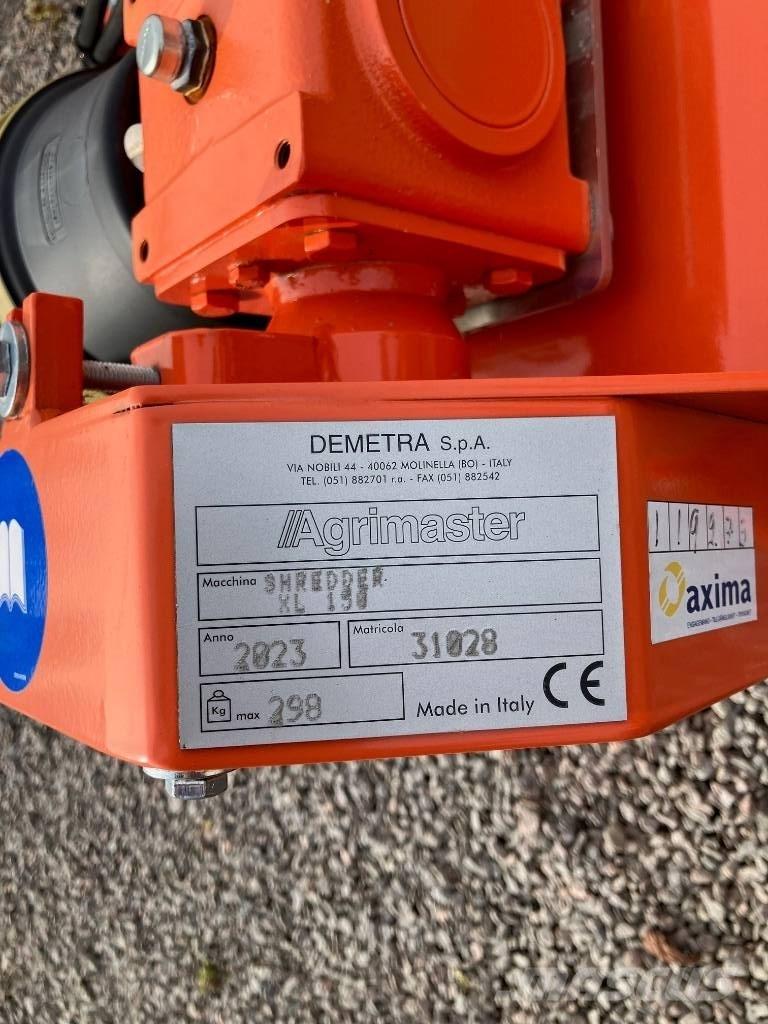 DEMETRA S.p.A.
VIA NOBILI 44 - 40062 MOLINELLA (BO) - ITALY
TEL. (051) 882701 r.a. - FAX (051) 882542
Agrimaster
Macchina SHREDDER
KL 190
Anno 2023
Matricola 31028
Kg max 298
Made in Italy CE
axima